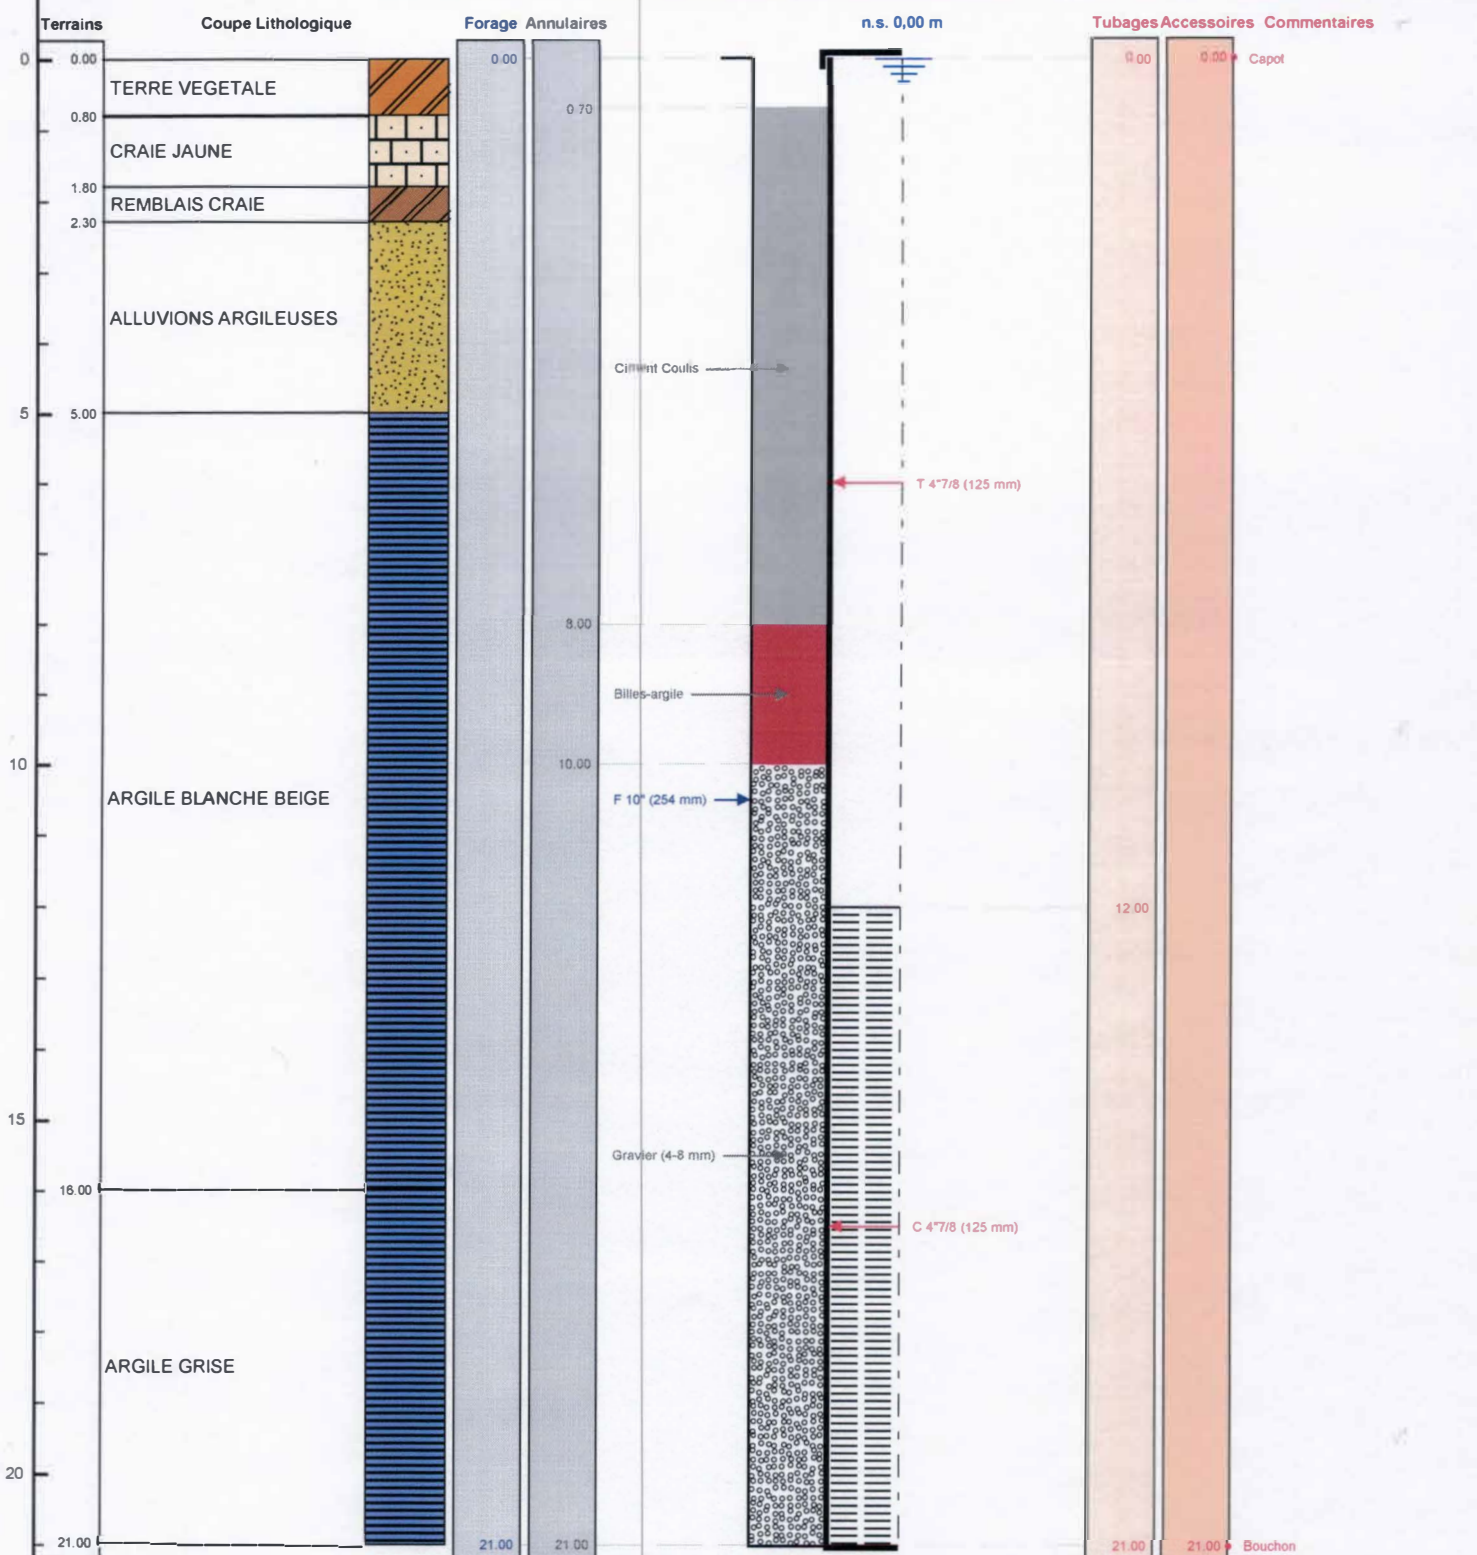 Terrains Coupe Lithologique Forage Annulaires n.s. 0,00 m Tubages Accessoires Commentaires
0 0.00 0.00 0.00 0.00 Capot
TERRE VEGETALE
0.70
0.80
CRAIE JAUNE
1.80
REMBLAIS CRAIE
2.30
ALLUVIONS ARGILEUSES
Ciment Coulis
5 5.00
T 4"7/8 (125 mm)
8.00
Billes-argile
10 10.00
ARGILE BLANCHE BEIGE F 10" (254 mm)
12.00
15
Gravier (4-8 mm)
16.00
C 4"7/8 (125 mm)
ARGILE GRISE
20
21.00 21.00 21.00 21.00 21.00 Bouchon